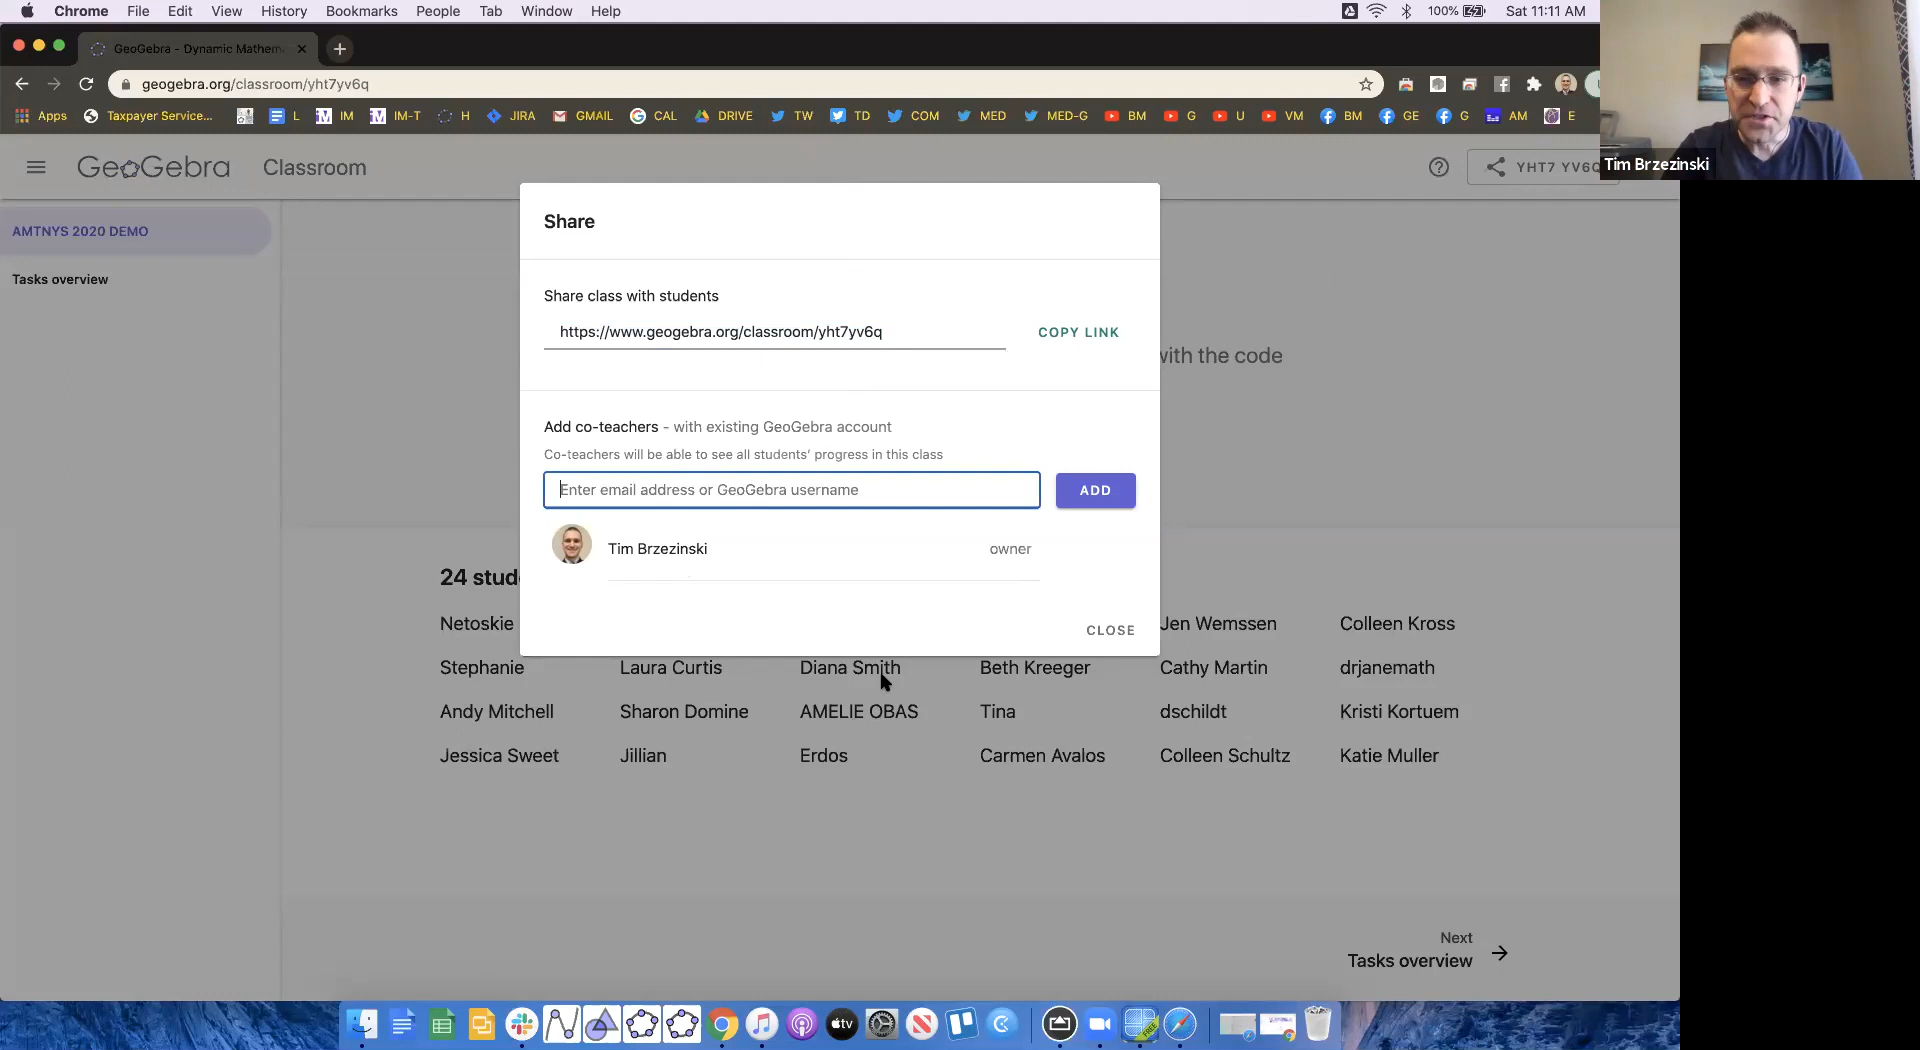 Chrome File Edit View History Bookmarks People Tab Window Help 100% Sat 11:11 AM
GeoGebra - Dynamic Mathem
geogebra.org/classroom/yht7yv6q
Apps Taxpayer Service... L IM IM-T H JIRA GMAIL CAL DRIVE TW TD COM MED MED-G BM G U VM BM GE G AM E
Tim Brzezinski
GeoGebra Classroom
YHT7 YV6Q
AMTNYS 2020 DEMO
Tasks overview
Share
Share class with students
https://www.geogebra.org/classroom/yht7yv6q COPY LINK
with the code
Add co-teachers - with existing GeoGebra account
Co-teachers will be able to see all students' progress in this class
Enter email address or GeoGebra username ADD
Tim Brzezinski owner
CLOSE
24 stude
Netoskie Jen Wemssen Colleen Kross
Stephanie Laura Curtis Diana Smith Beth Kreeger Cathy Martin drjanemath
Andy Mitchell Sharon Domine AMELIE OBAS Tina dschildt Kristi Kortuem
Jessica Sweet Jillian Erdos Carmen Avalos Colleen Schultz Katie Muller
Next
Tasks overview
tv
FREE